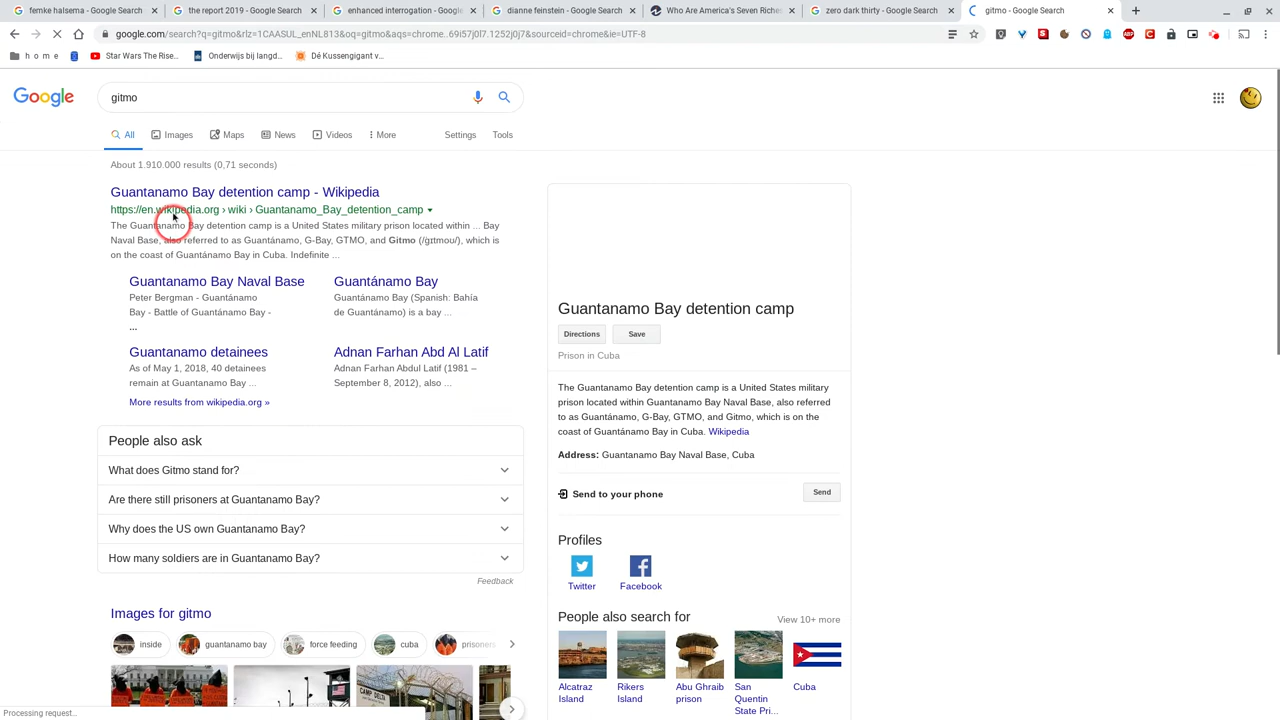 femke halsema - Google Search
the report 2019 - Google Search
enhanced interrogation - Google
dianne feinstein - Google Search
Who Are America's Seven Riches
zero dark thirty - Google Search
gitmo - Google Search
google.com/search?q=gitmo&rlz=1CAASUL_enNL813&oq=gitmo&aqs=chrome..69i57j0l7.1252j0j7&sourceid=chrome&ie=UTF-8
h o m e
Star Wars The Rise...
Onderwijs bij langd...
Dé Kussengigant v...
Google
gitmo
All
Images
Maps
News
Videos
More
Settings
Tools
About 1.910.000 results (0,71 seconds)
Guantanamo Bay detention camp - Wikipedia
https://en.wikipedia.org › wiki › Guantanamo_Bay_detention_camp
The Guantanamo Bay detention camp is a United States military prison located within ... Bay
Naval Base, also referred to as Guantánamo, G-Bay, GTMO, and Gitmo (/ɡɪtmoʊ/), which is
on the coast of Guantánamo Bay in Cuba. Indefinite ...
Guantanamo Bay Naval Base
Peter Bergman - Guantánamo
Bay - Battle of Guantánamo Bay -
...
Guantánamo Bay
Guantánamo Bay (Spanish: Bahía
de Guantánamo) is a bay ...
Guantanamo detainees
As of May 1, 2018, 40 detainees
remain at Guantanamo Bay ...
Adnan Farhan Abd Al Latif
Adnan Farhan Abdul Latif (1981 –
September 8, 2012), also ...
More results from wikipedia.org »
People also ask
What does Gitmo stand for?
Are there still prisoners at Guantanamo Bay?
Why does the US own Guantanamo Bay?
How many soldiers are in Guantanamo Bay?
Feedback
Images for gitmo
inside
guantanamo bay
force feeding
cuba
prisoners
CAMP DELTA
Guantanamo Bay detention camp
Directions
Save
Prison in Cuba
The Guantanamo Bay detention camp is a United States military
prison located within Guantanamo Bay Naval Base, also referred
to as Guantánamo, G-Bay, GTMO, and Gitmo, which is on the
coast of Guantánamo Bay in Cuba. Wikipedia
Address: Guantanamo Bay Naval Base, Cuba
Send to your phone
Send
Profiles
Twitter
Facebook
People also search for
View 10+ more
Alcatraz
Island
Rikers
Island
Abu Ghraib
prison
San
Quentin
State Pri...
Cuba
Processing request...